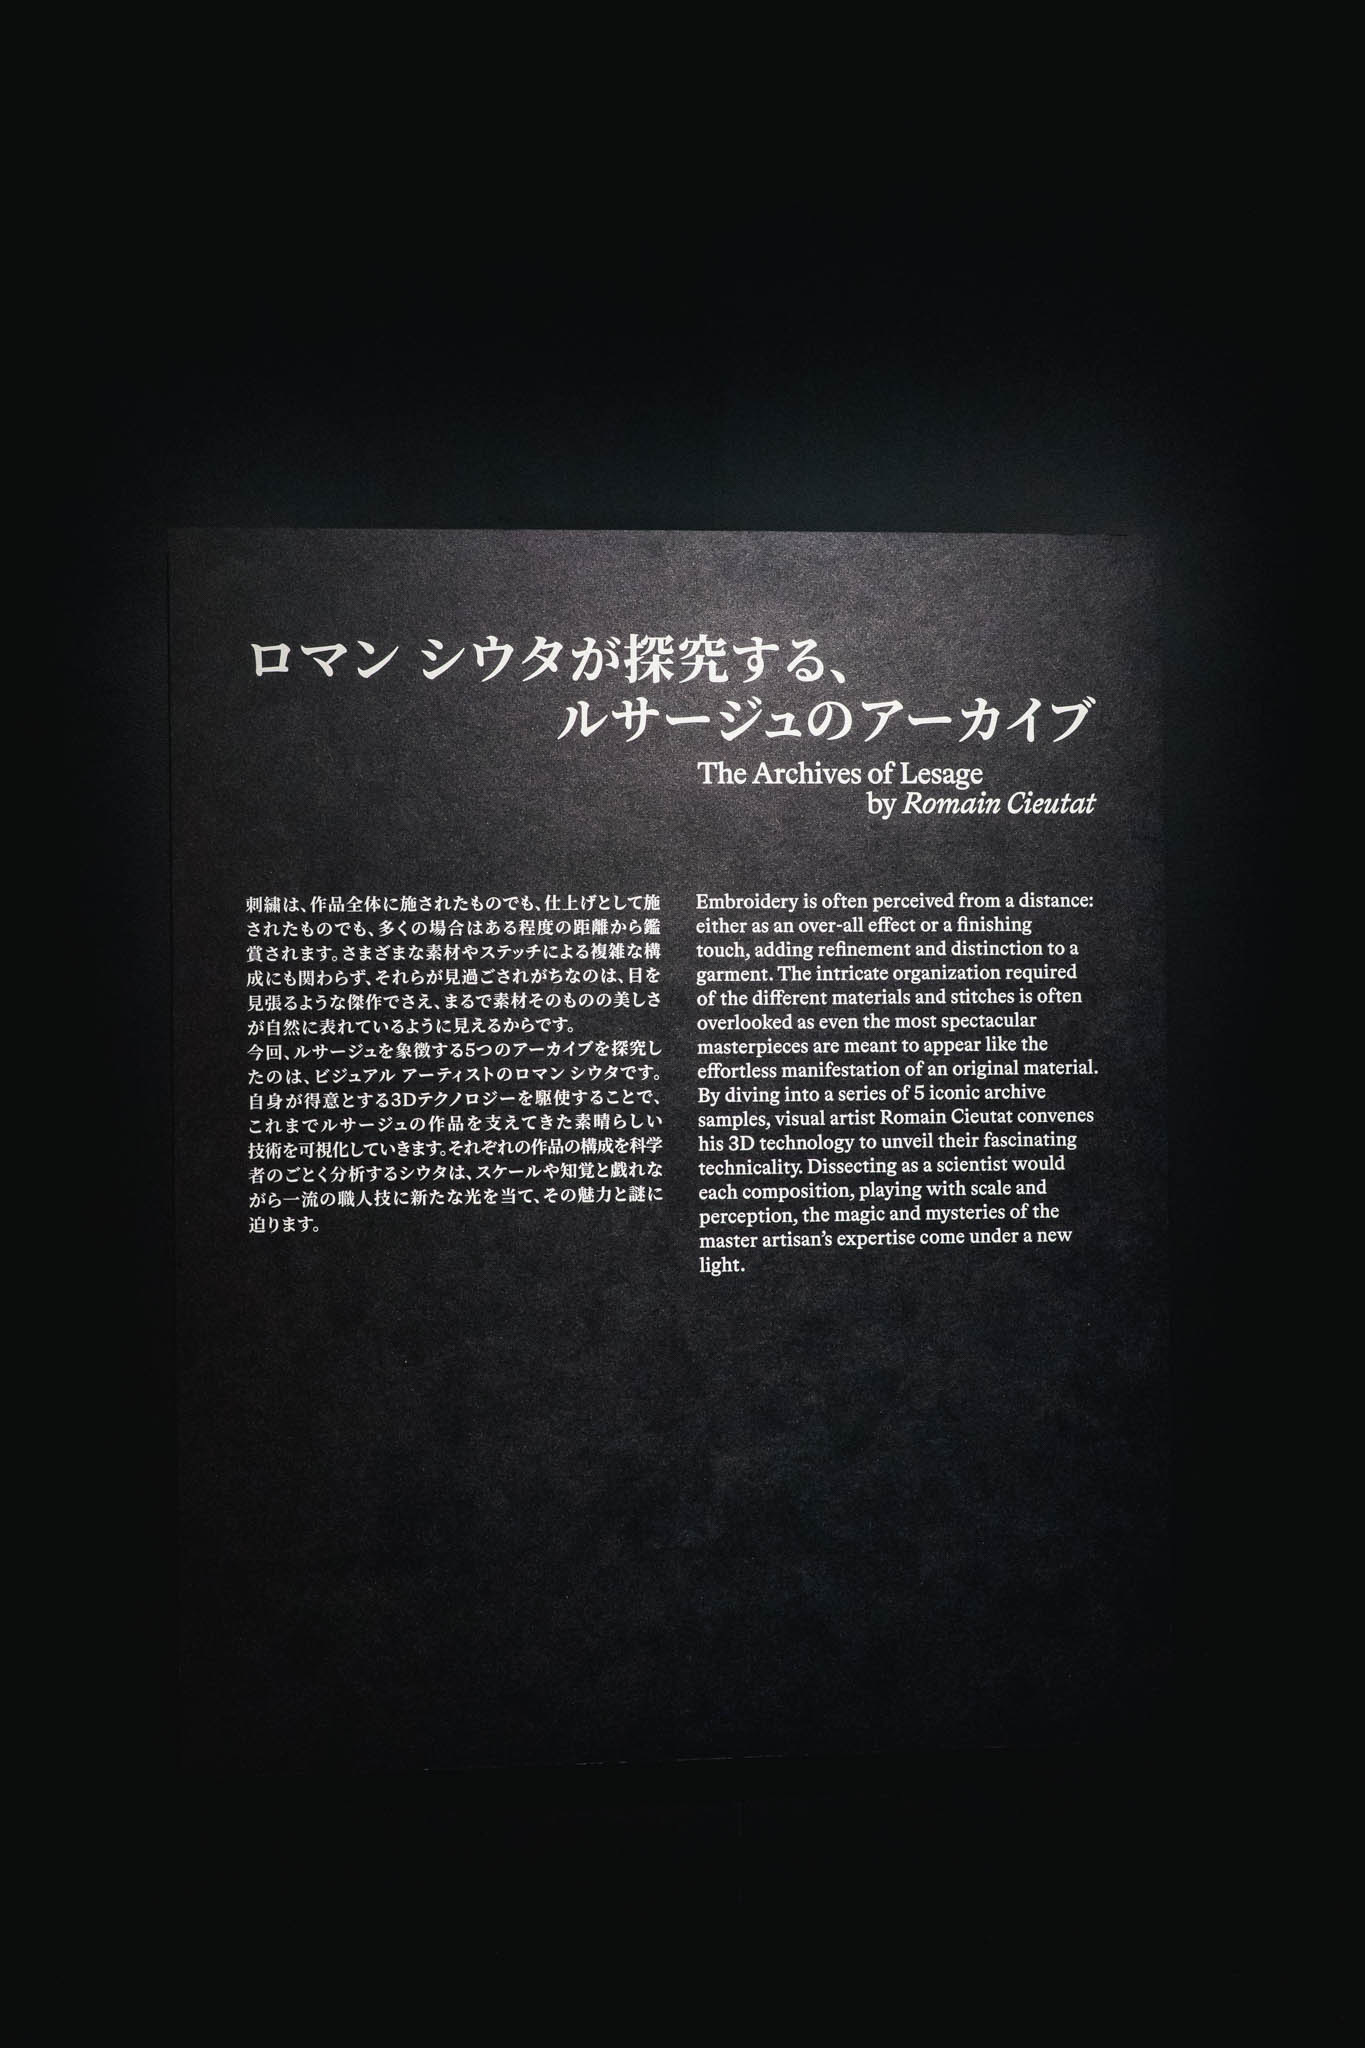 ロマン シウタが探究する、
ルサージュのアーカイブ
The Archives of Lesage
by Romain Cieutat
刺繍は、作品全体に施されたものでも、仕上げとして施
されたものでも、多くの場合はある程度の距離から鑑
賞されます。さまざまな素材やステッチによる複雑な構
成にも関わらず、それらが見過ごされがちなのは、目を
見張るような傑作でさえ、まるで素材そのものの美しさ
が自然に表れているように見えるからです。
今回、ルサージュを象徴する5つのアーカイブを探究し
たのは、ビジュアル アーティストのロマン シウタです。
自身が得意とする3Dテクノロジーを駆使することで、
これまでルサージュの作品を支えてきた素晴らしい
技術を可視化していきます。それぞれの作品の構成を科学
者のごとく分析するシウタは、スケールや知覚と戯れな
がら一流の職人技に新たな光を当て、その魅力と謎に
迫ります。
Embroidery is often perceived from a distance:
either as an over-all effect or a finishing
touch, adding refinement and distinction to a
garment. The intricate organization required
of the different materials and stitches is often
overlooked as even the most spectacular
masterpieces are meant to appear like the
effortless manifestation of an original material.
By diving into a series of 5 iconic archive
samples, visual artist Romain Cieutat convenes
his 3D technology to unveil their fascinating
technicality. Dissecting as a scientist would
each composition, playing with scale and
perception, the magic and mysteries of the
master artisan’s expertise come under a new
light.